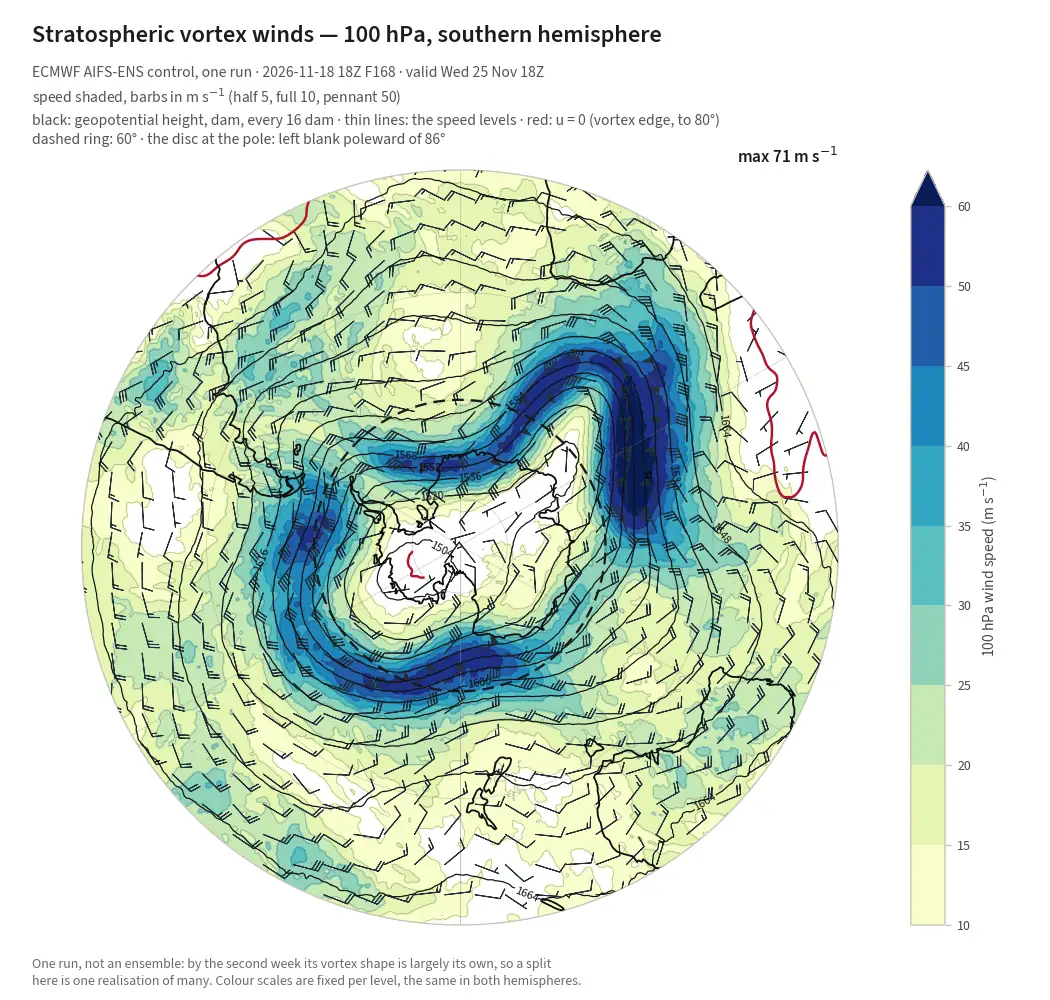 Stratospheric vortex winds — 100 hPa, southern hemisphere
ECMWF AIFS-ENS control, one run · 2026-11-18 18Z F168 · valid Wed 25 Nov 18Z
speed shaded, barbs in m s⁻¹ (half 5, full 10, pennant 50)
black: geopotential height, dam, every 16 dam · thin lines: the speed levels · red: u = 0 (vortex edge, to 80°)
dashed ring: 60° · the disc at the pole: left blank poleward of 86°
max 71 m s⁻¹
60
50
45
40
35
30
25
20
15
10
100 hPa wind speed (m s⁻¹)
1568
1552
1536
1520
1664
1648
1616
1600
1664
1664
One run, not an ensemble: by the second week its vortex shape is largely its own, so a split
here is one realisation of many. Colour scales are fixed per level, the same in both hemispheres.